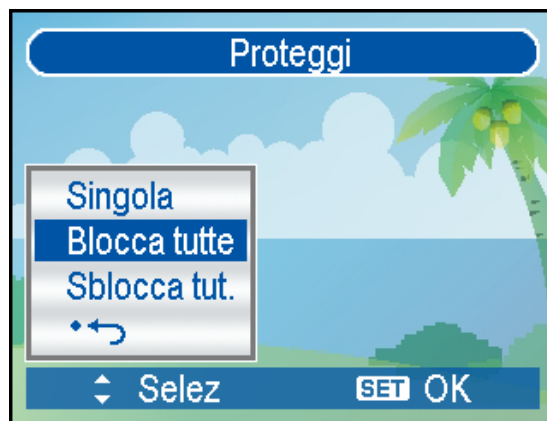 Proteggi
Singola
Blocca tutte
Sblocca tut.
Selez SET OK